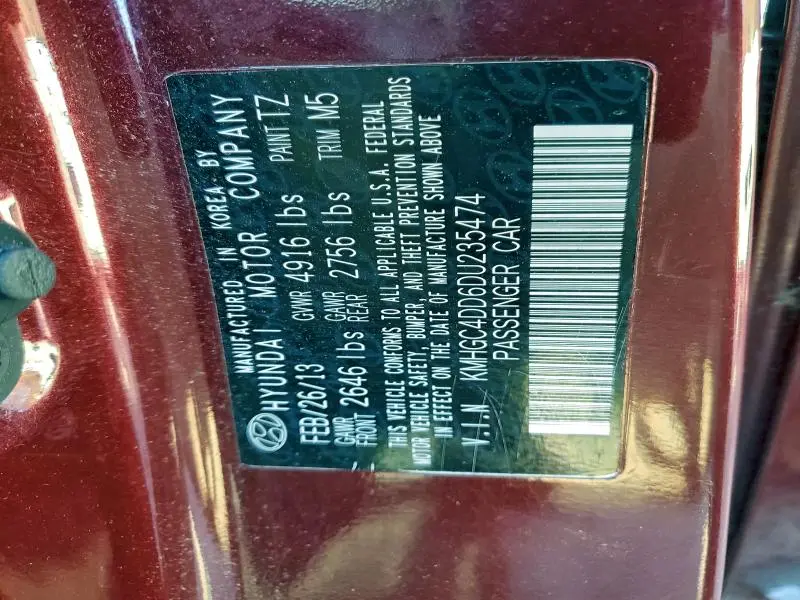 MANUFACTURED IN KOREA BY
HYUNDAI MOTOR COMPANY
FEB/26/13 GVWR 4916 lbs PAINT TZ
GAWR FRONT 2646 lbs GAWR REAR 2756 lbs TRIM M5
THIS VEHICLE CONFORMS TO ALL APPLICABLE U.S.A. FEDERAL
MOTOR VEHICLE SAFETY, BUMPER, AND THEFT PREVENTION STANDARDS
IN EFFECT ON THE DATE OF MANUFACTURE SHOWN ABOVE
V.I.N KMHGC4DD6DU235474
PASSENGER CAR